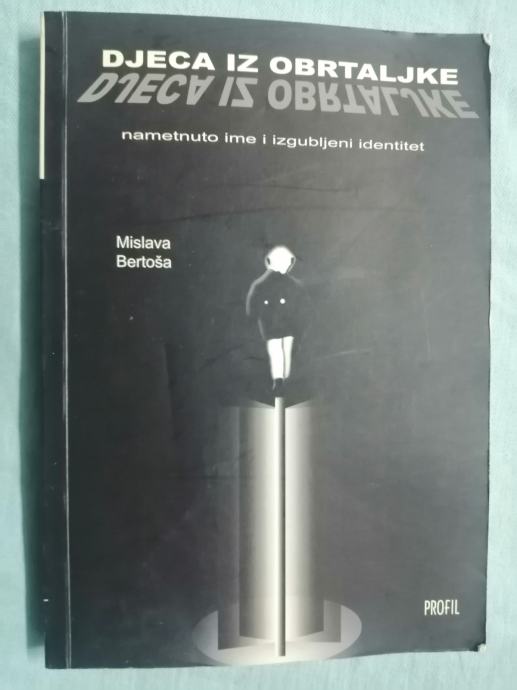 DJECA IZ OBRTALJKE
DJECA IZ OBRTALJKE
nametnuto ime i izgubljeni identitet
Mislava
Bertoša
PROFIL